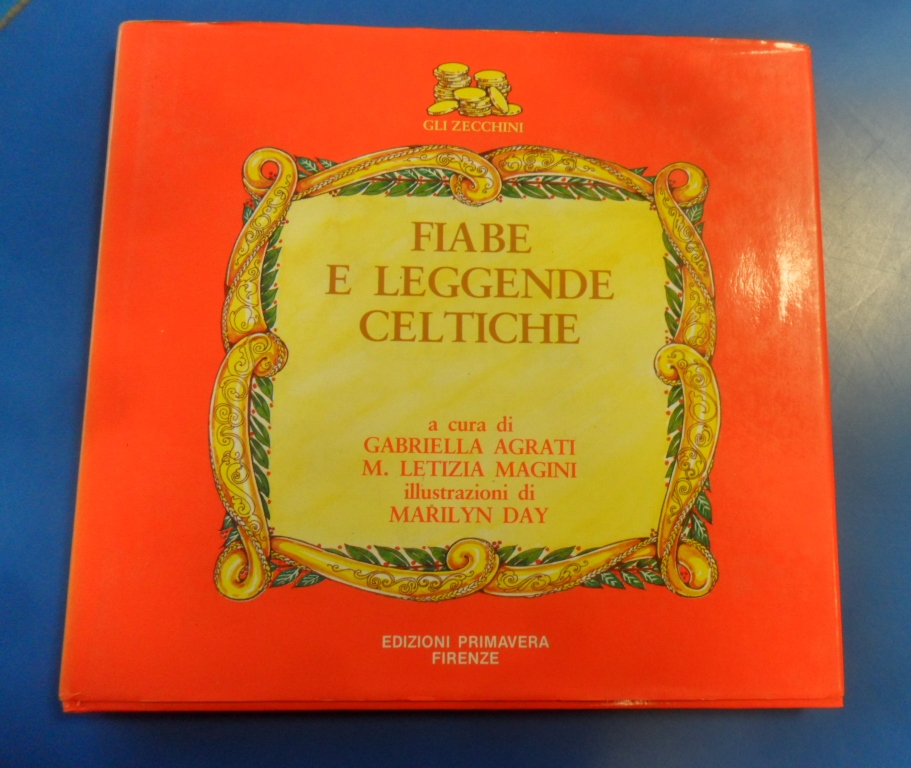 GLI ZECCHINI
FIABE
E LEGGENDE
CELTICHE
a cura di
GABRIELLA AGRATI
M. LETIZIA MAGINI
illustrazioni di
MARILYN DAY
EDIZIONI PRIMAVERA
FIRENZE